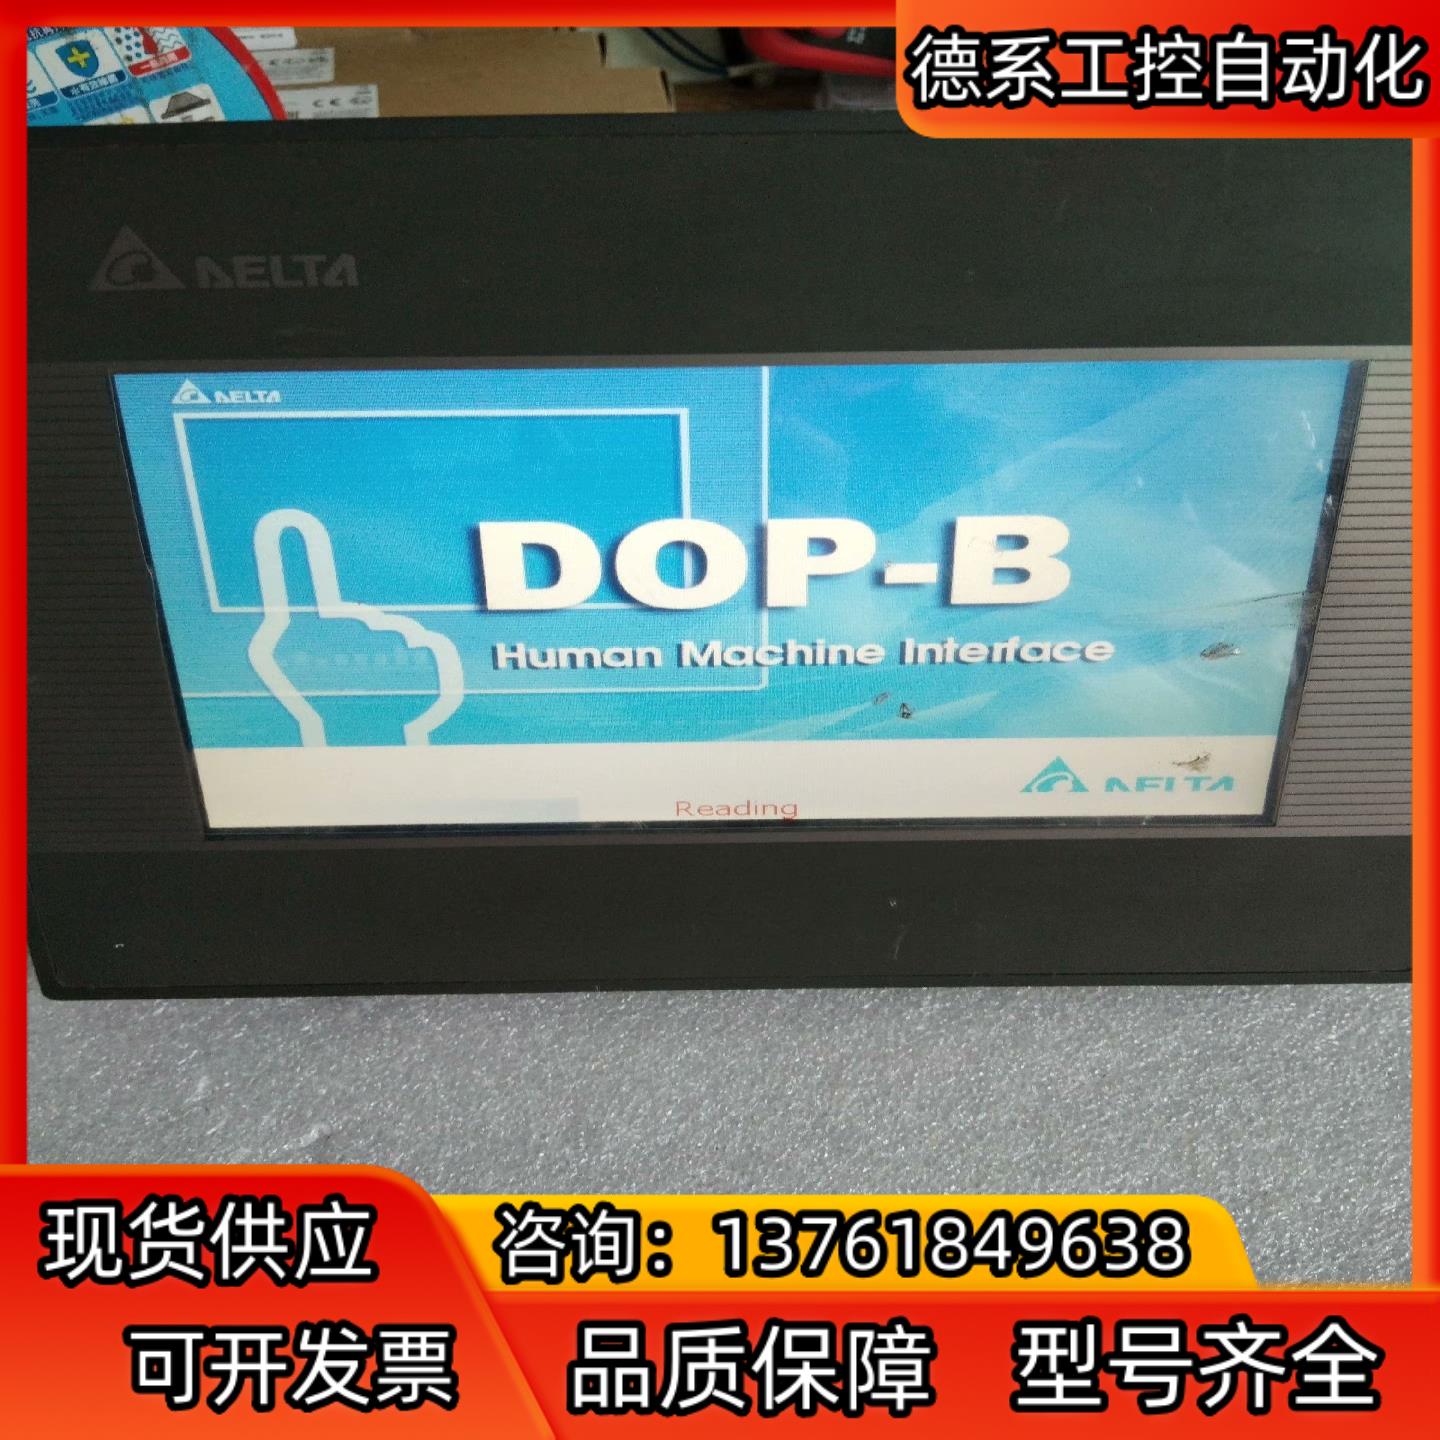 德系工控自动化
DELTA
DELTA
DOP-B
Human Machine Interface
DELTA
Reading
现货供应
咨询：13761849638
可开发票
品质保障
型号齐全